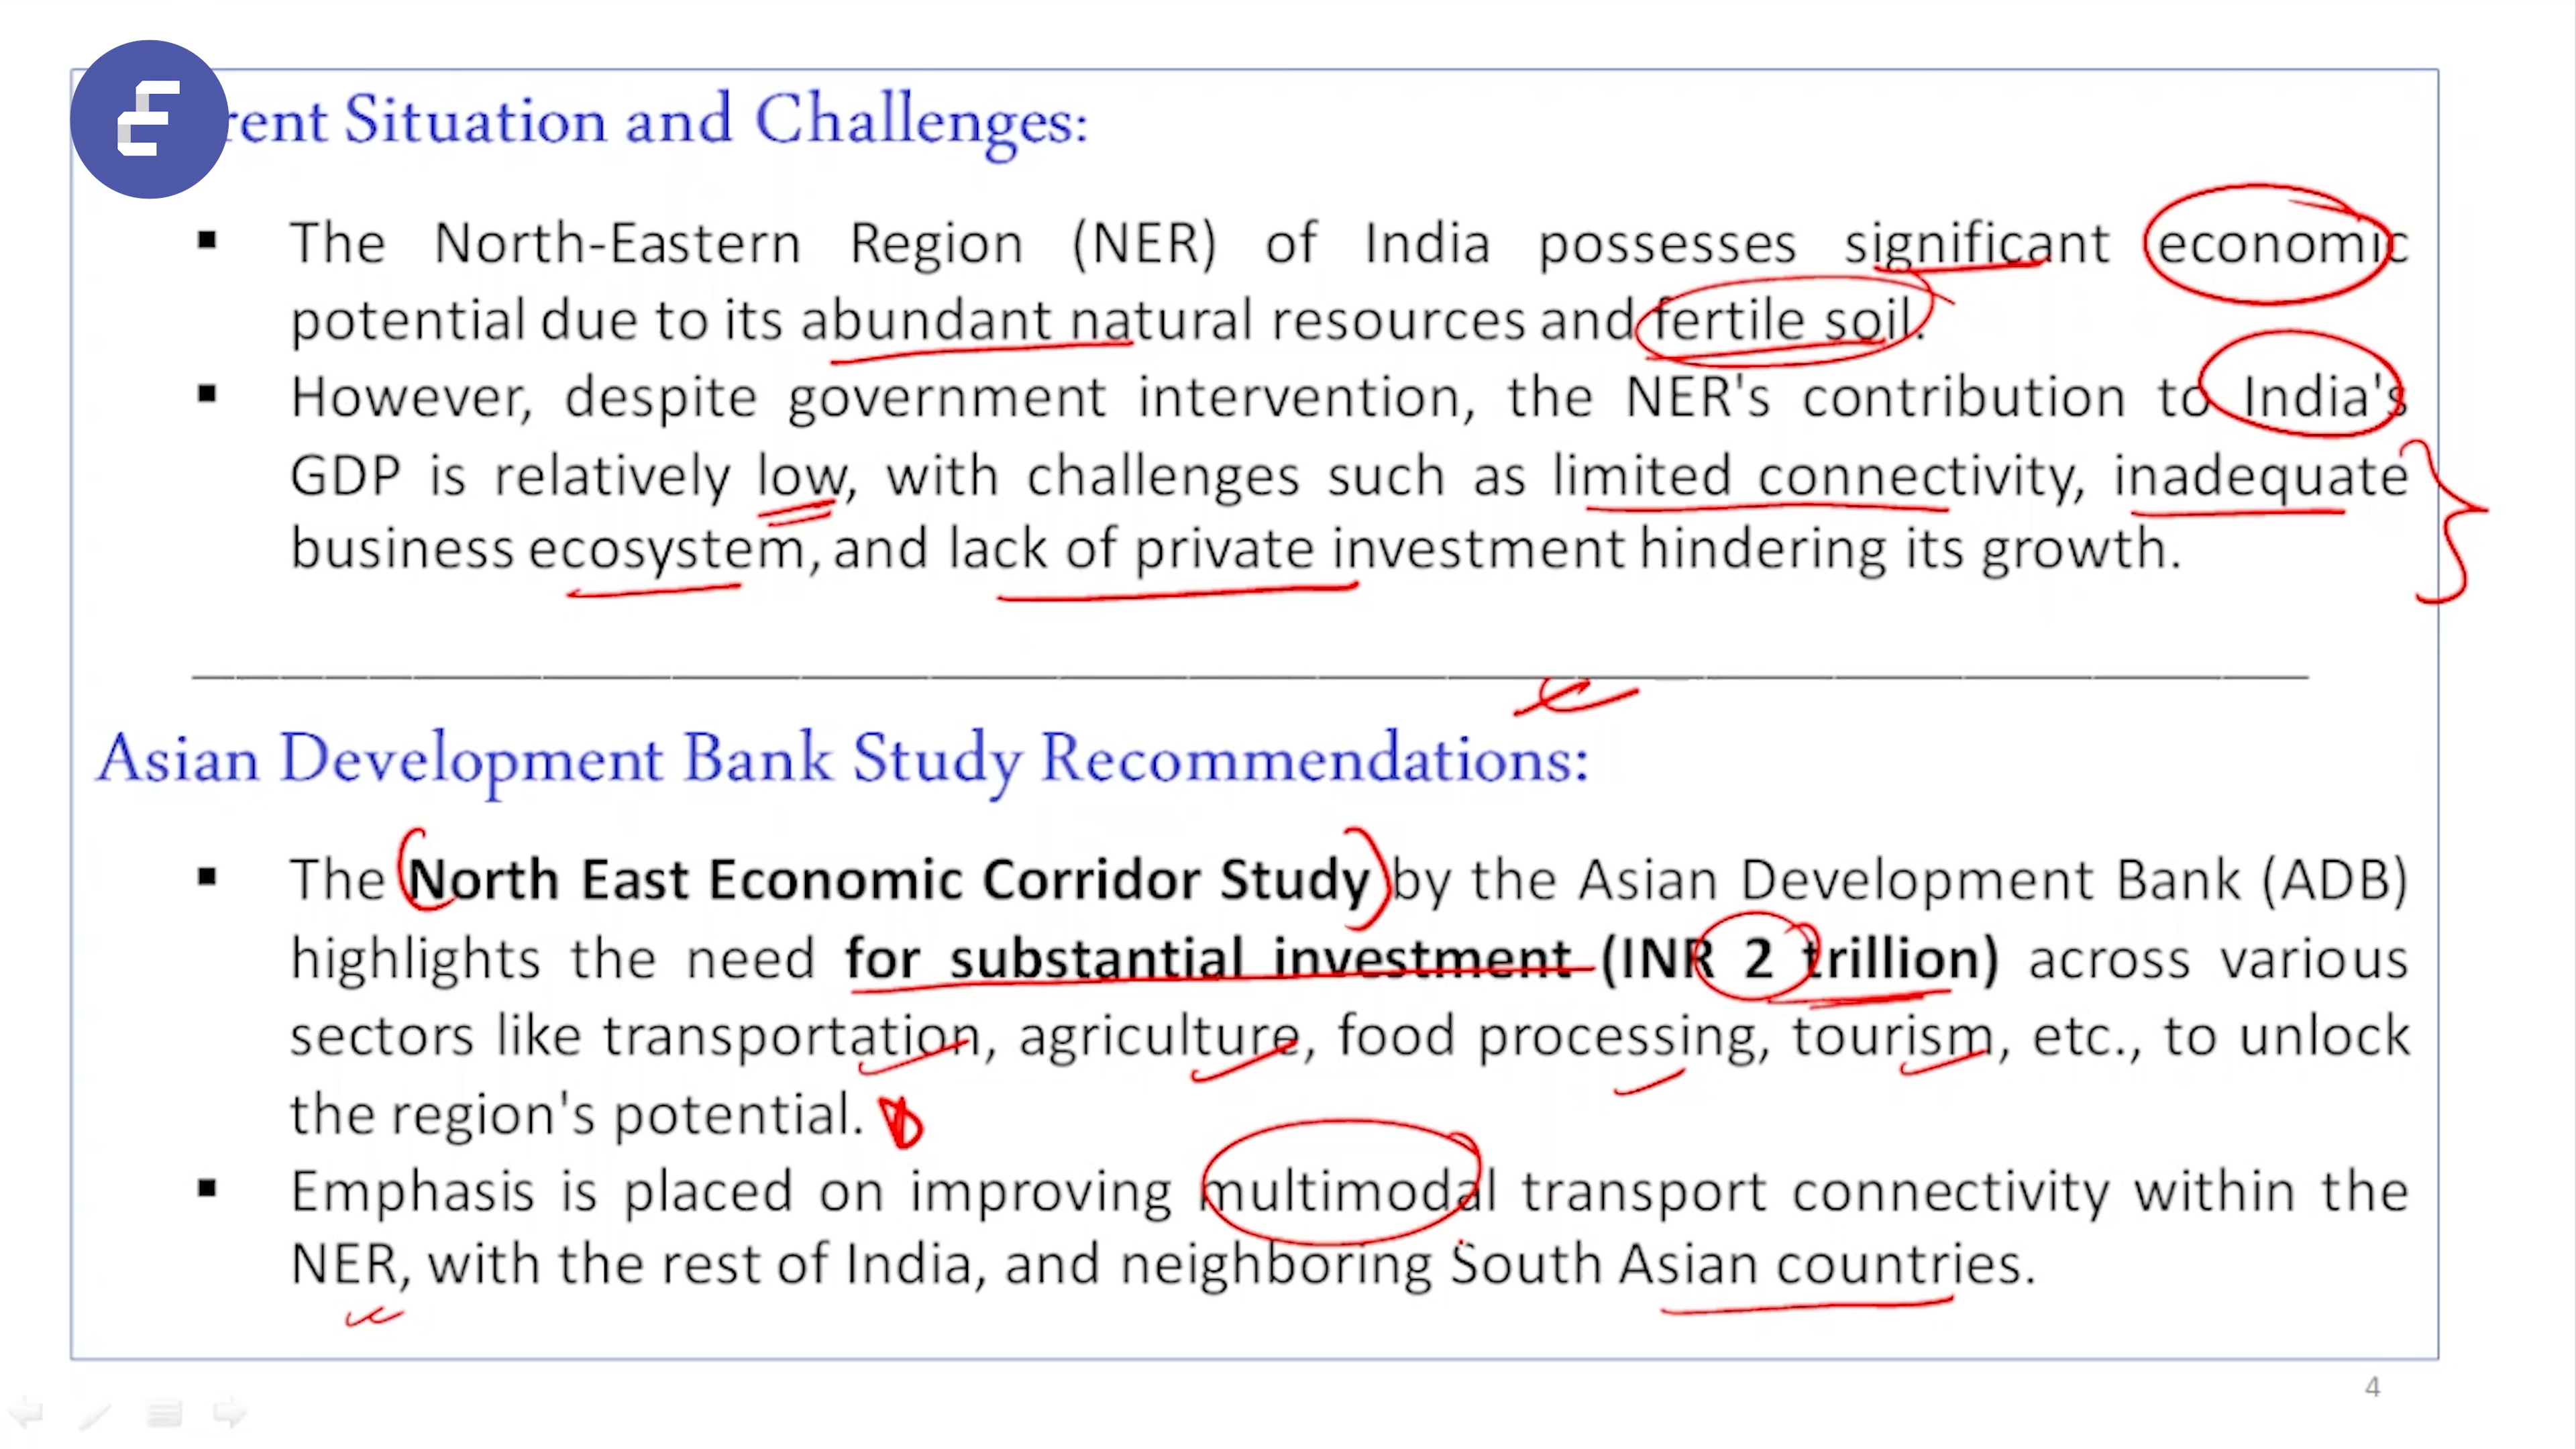 rent Situation and Challenges:
▪ The North-Eastern Region (NER) of India possesses significant economic
potential due to its abundant natural resources and fertile soil.
▪ However, despite government intervention, the NER's contribution to India's
GDP is relatively low, with challenges such as limited connectivity, inadequate
business ecosystem, and lack of private investment hindering its growth.
Asian Development Bank Study Recommendations:
▪ The North East Economic Corridor Study by the Asian Development Bank (ADB)
highlights the need for substantial investment (INR 2 trillion) across various
sectors like transportation, agriculture, food processing, tourism, etc., to unlock
the region's potential.
▪ Emphasis is placed on improving multimodal transport connectivity within the
NER, with the rest of India, and neighboring South Asian countries.
4